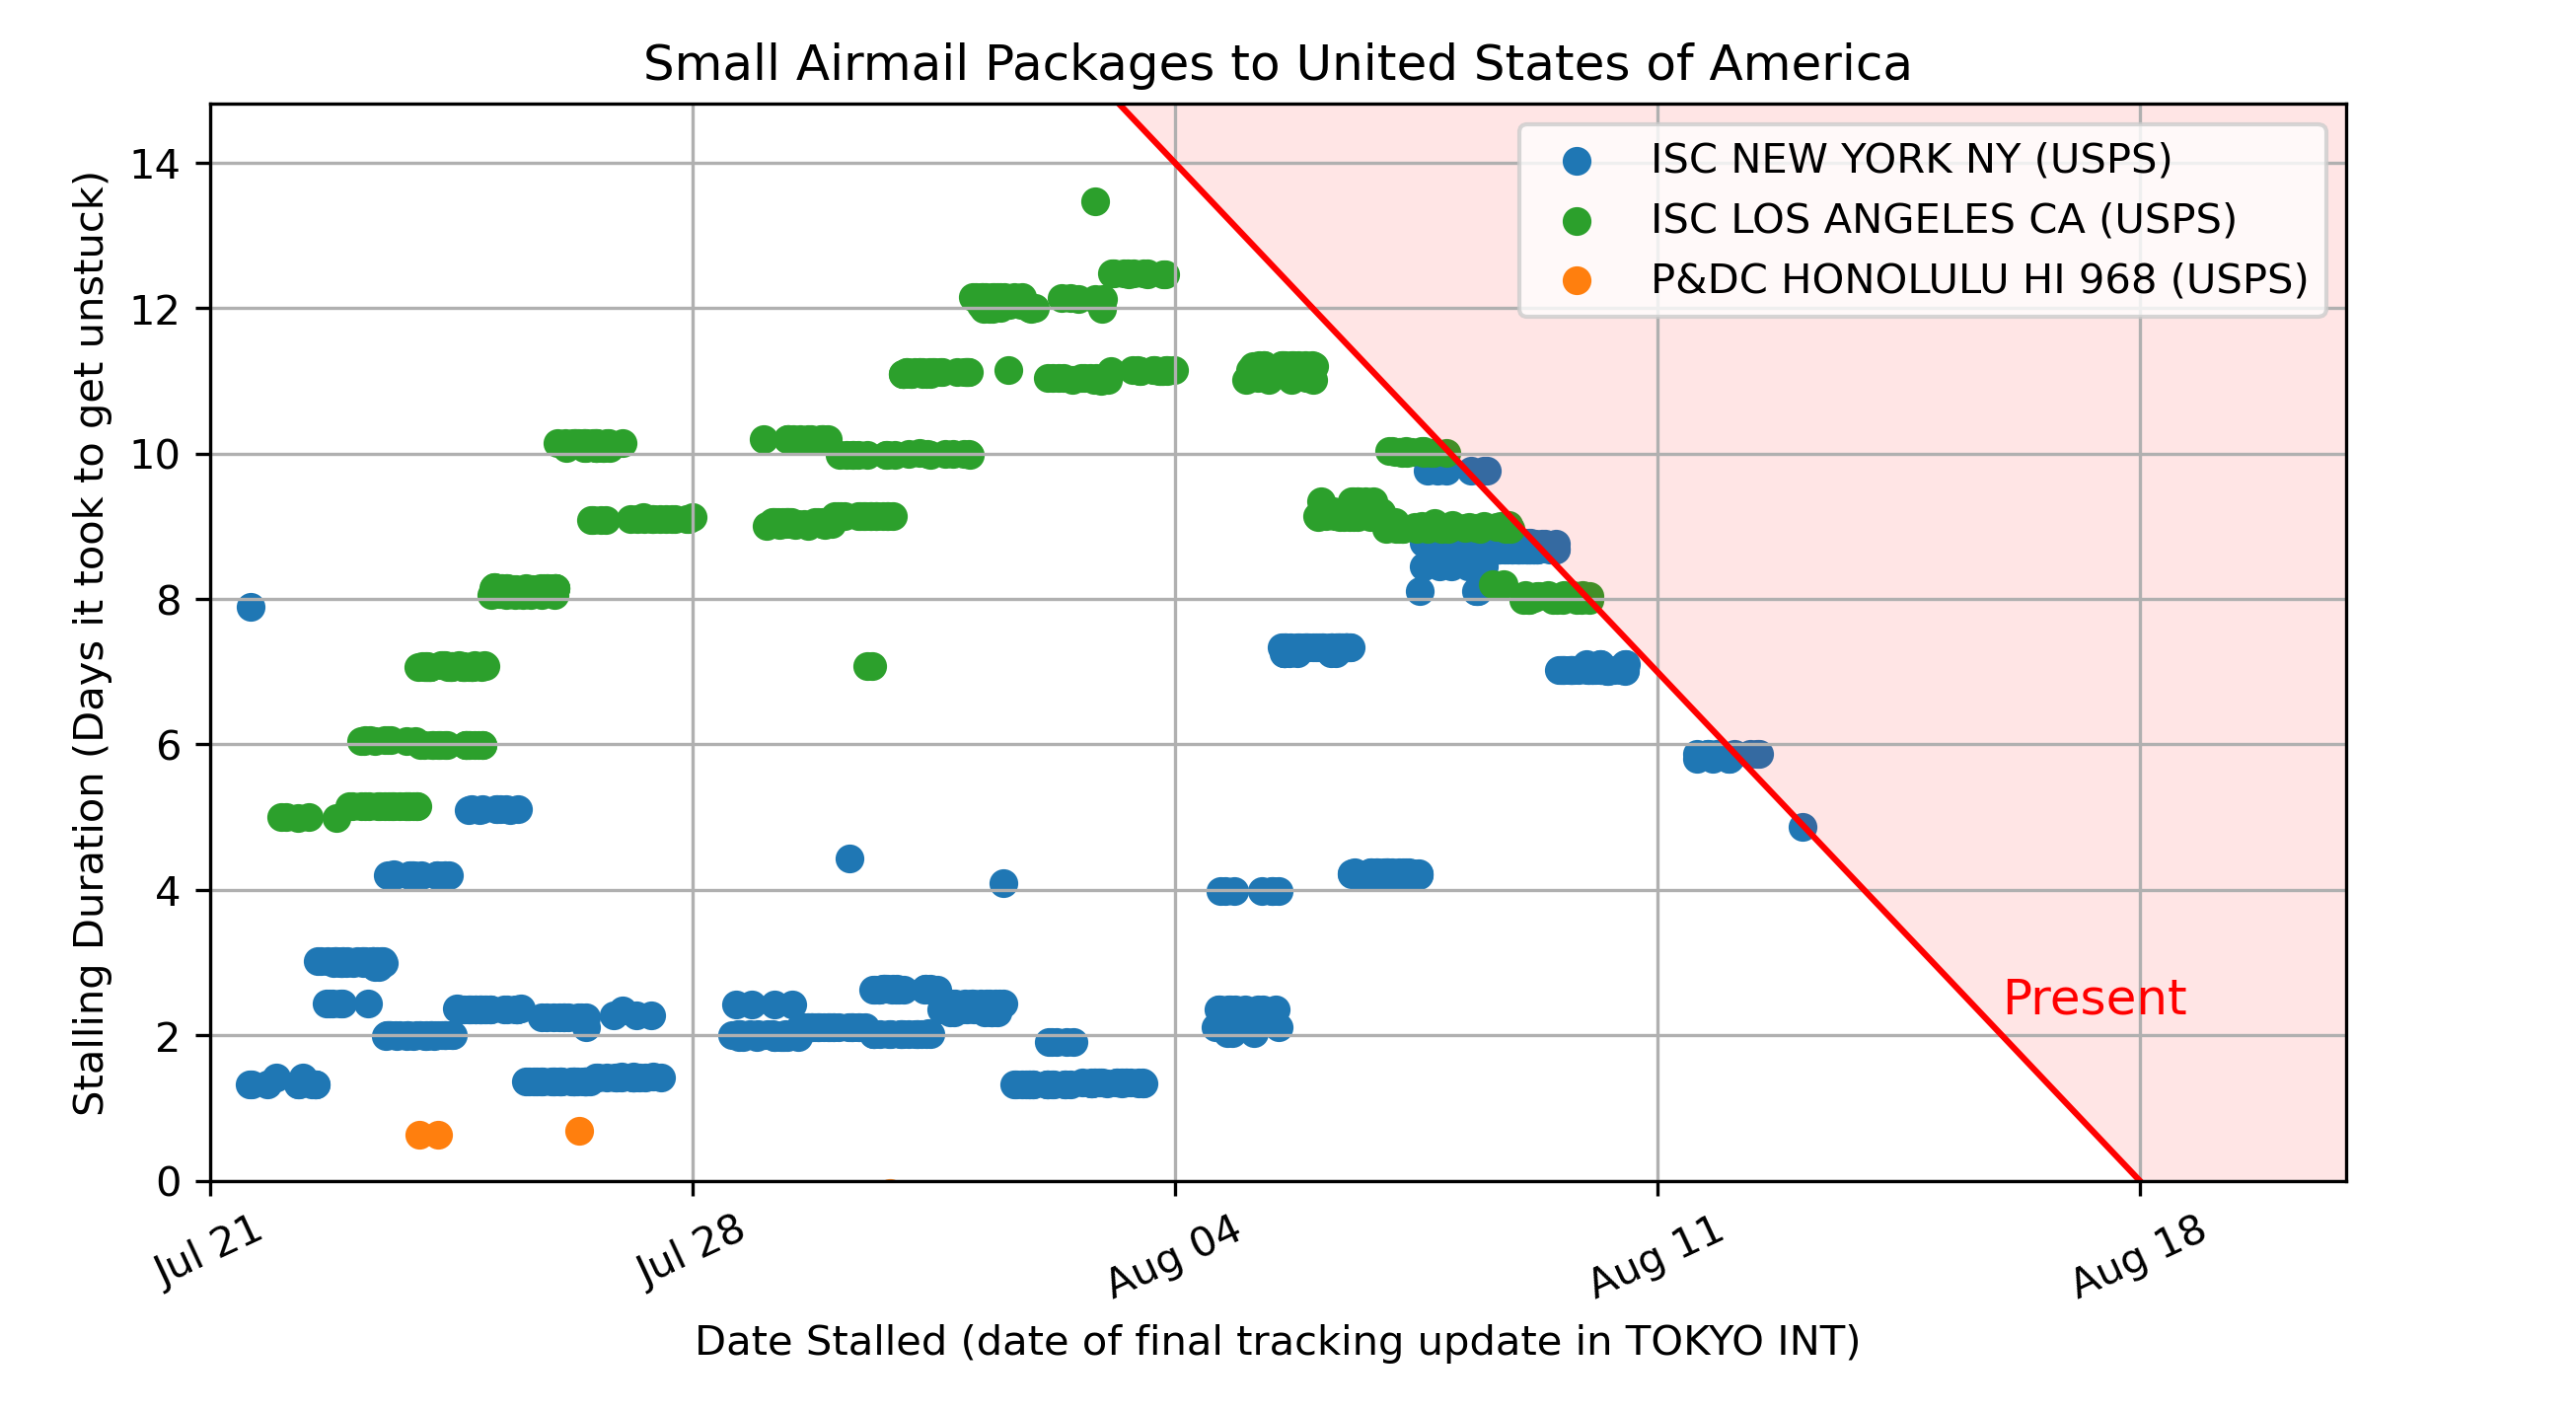 Small Airmail Packages to United States of America
Stalling Duration (Days it took to get unstuck)
14
12
10
8
6
4
2
0
ISC NEW YORK NY (USPS)
ISC LOS ANGELES CA (USPS)
P&DC HONOLULU HI 968 (USPS)
Present
Jul 21
Jul 28
Aug 04
Aug 11
Aug 18
Date Stalled (date of final tracking update in TOKYO INT)